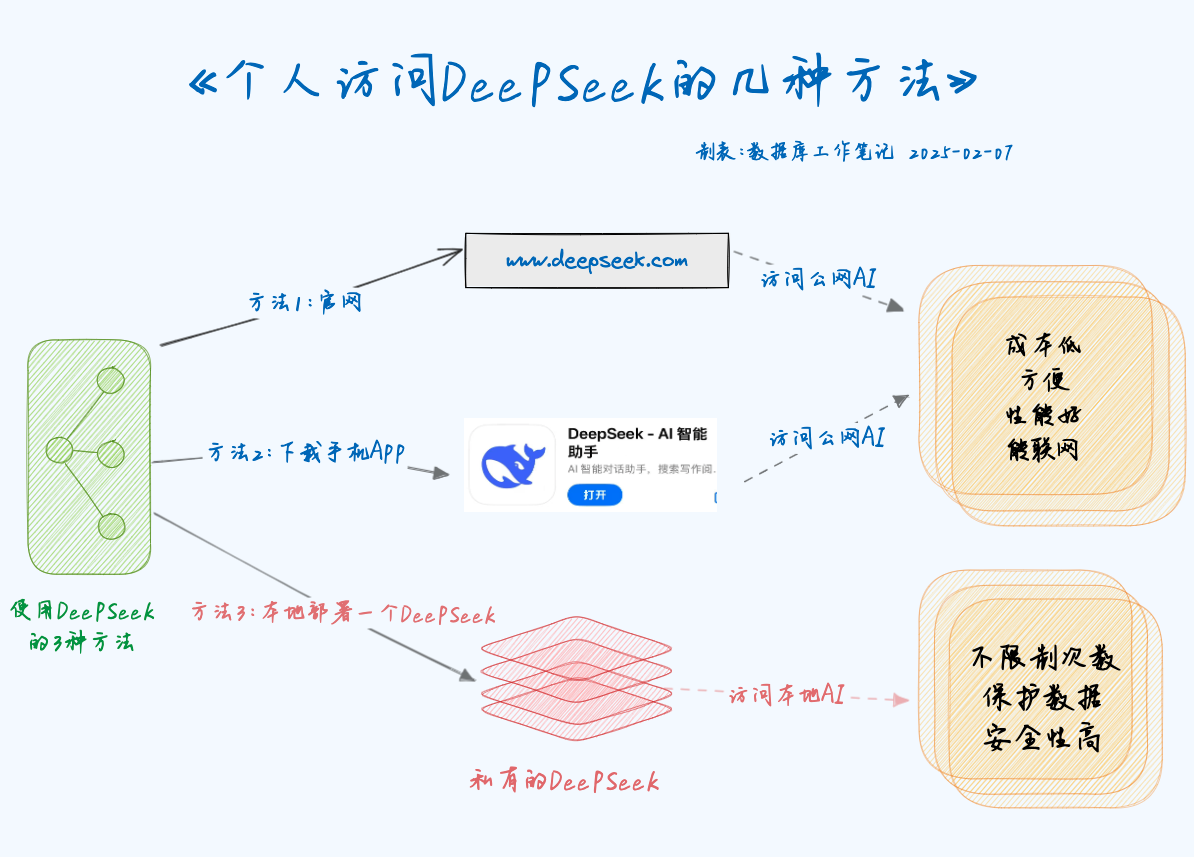 《个人访问DeepSeek的几种方法》
制表:数据库工作笔记 2025-02-07
www.deepseek.com
访问公网AI
方法1:官网
成本低
方便
性能好
能联网
方法2:下载手机App
DeepSeek - AI 智能
助手
AI 智能对话助手,搜索写作阅...
打开
访问公网AI
使用DeepSeek
的3种方法
方法3:本地部署一个DeepSeek
访问本地AI
不限制次数
保护数据
安全性高
私有的DeepSeek